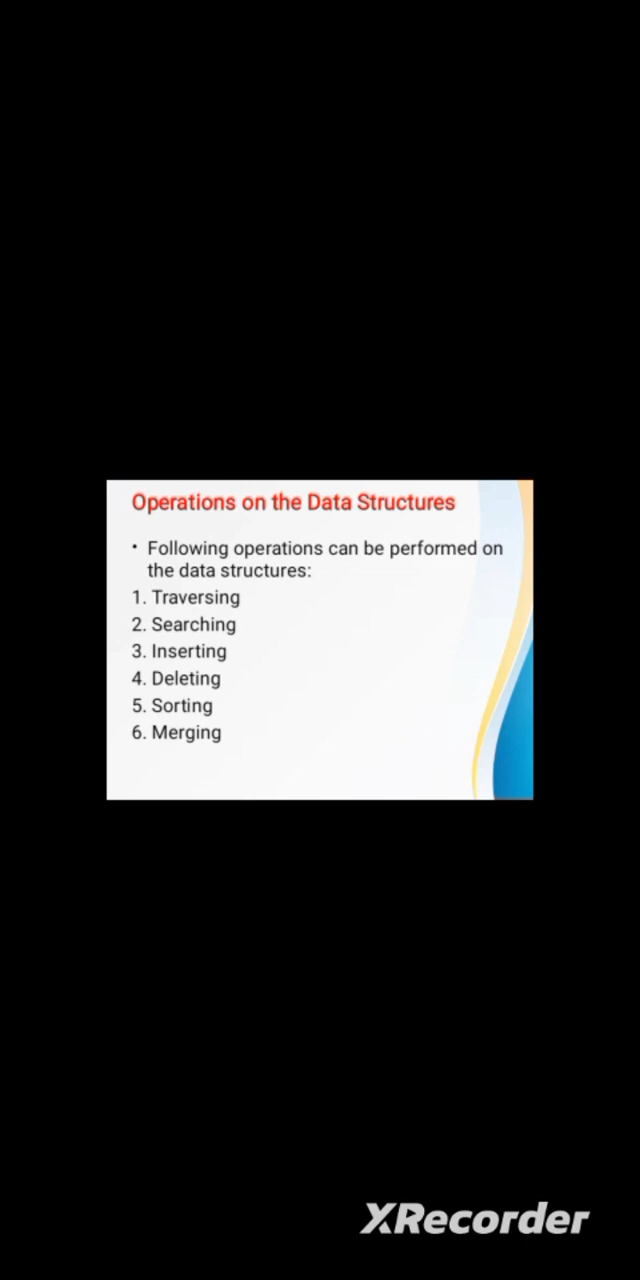 Operations on the Data Structures
• Following operations can be performed on
the data structures:
1. Traversing
2. Searching
3. Inserting
4. Deleting
5. Sorting
6. Merging
XRecorder